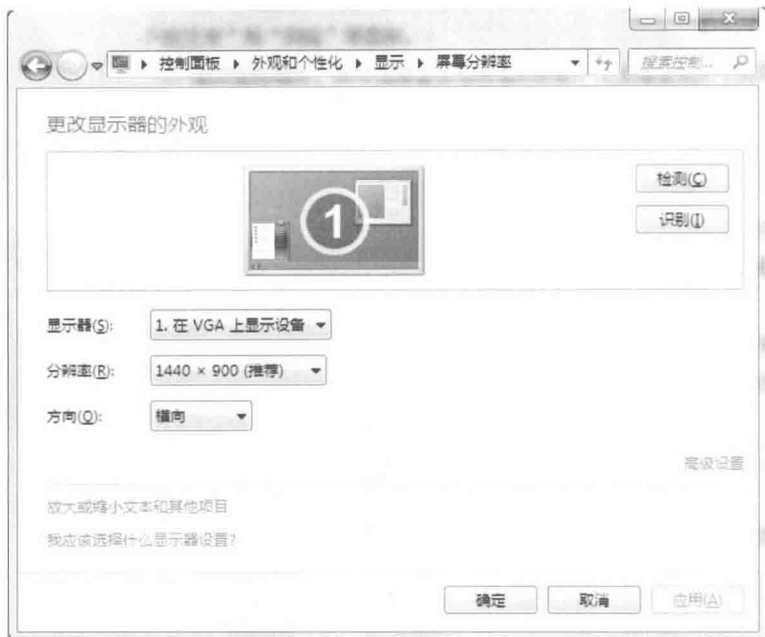 控制面板 ▸ 外观和个性化 ▸ 显示 ▸ 屏幕分辨率
搜索控制...
更改显示器的外观
1
检测(C)
识别(I)
显示器(S): 1. 在 VGA 上显示设备
分辨率(R): 1440 × 900 (推荐)
方向(O): 横向
高级设置
放大或缩小文本和其他项目
我应该选择什么显示器设置?
确定 取消 应用(A)